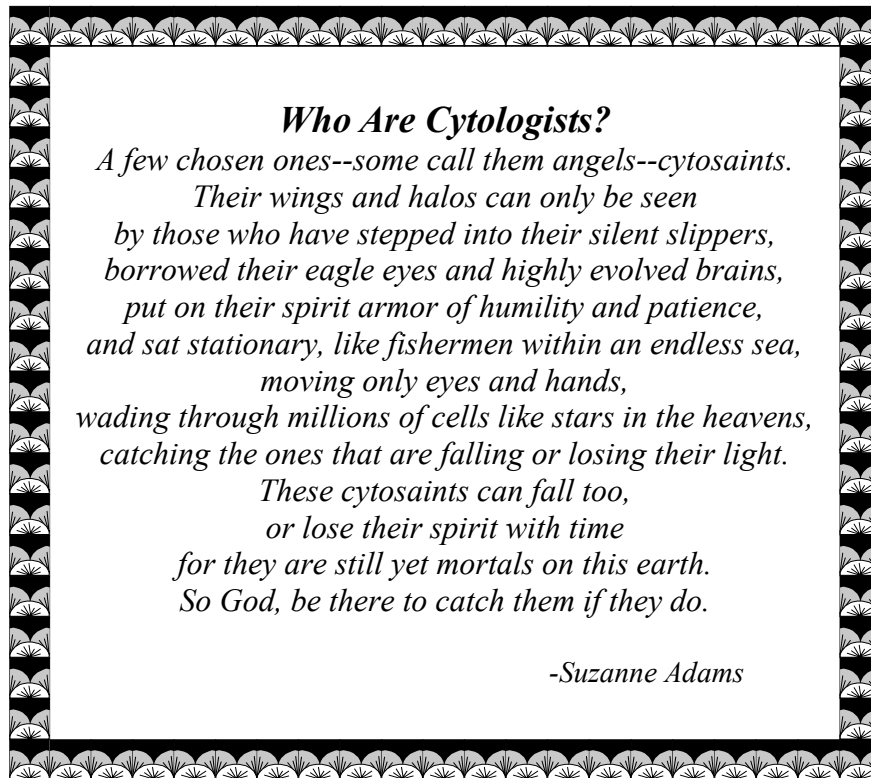 Who Are Cytologists?
A few chosen ones--some call them angels--cytosaints.
Their wings and halos can only be seen
by those who have stepped into their silent slippers,
borrowed their eagle eyes and highly evolved brains,
put on their spirit armor of humility and patience,
and sat stationary, like fishermen within an endless sea,
moving only eyes and hands,
wading through millions of cells like stars in the heavens,
catching the ones that are falling or losing their light.
These cytosaints can fall too,
or lose their spirit with time
for they are still yet mortals on this earth.
So God, be there to catch them if they do.
-Suzanne Adams